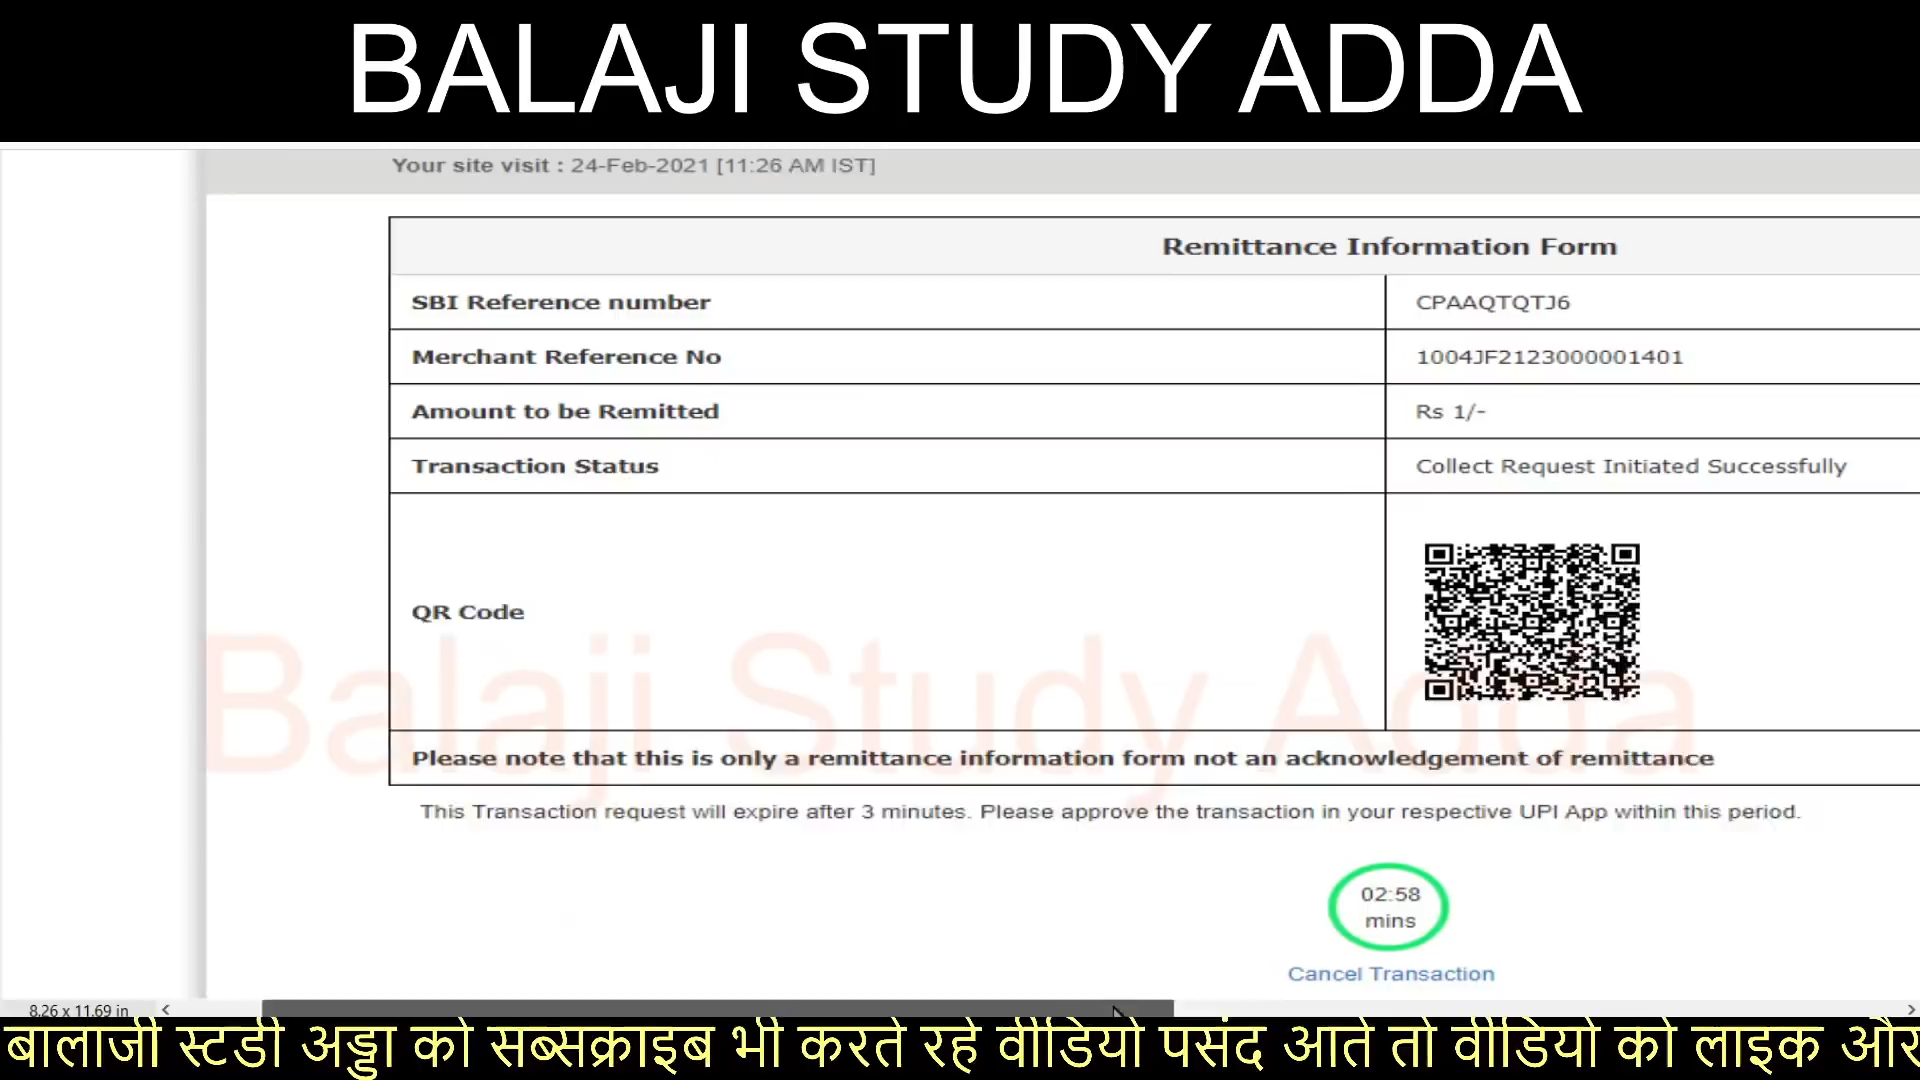 BALAJI STUDY ADDA
Your site visit : 24-Feb-2021 [11:26 AM IST]
Remittance Information Form
SBI Reference number CPAAQTQTJ6
Merchant Reference No 1004JF2123000001401
Amount to be Remitted Rs 1/-
Transaction Status Collect Request Initiated Successfully
QR Code
Balaji Study Adda
Please note that this is only a remittance information form not an acknowledgement of remittance
This Transaction request will expire after 3 minutes. Please approve the transaction in your respective UPI App within this period.
02:58
mins
Cancel Transaction
8.26 x 11.69 in
बालाजी स्टडी अड्डा को सब्सक्राइब भी करते रहे वीडियो पसंद आते तो वीडियो को लाइक और